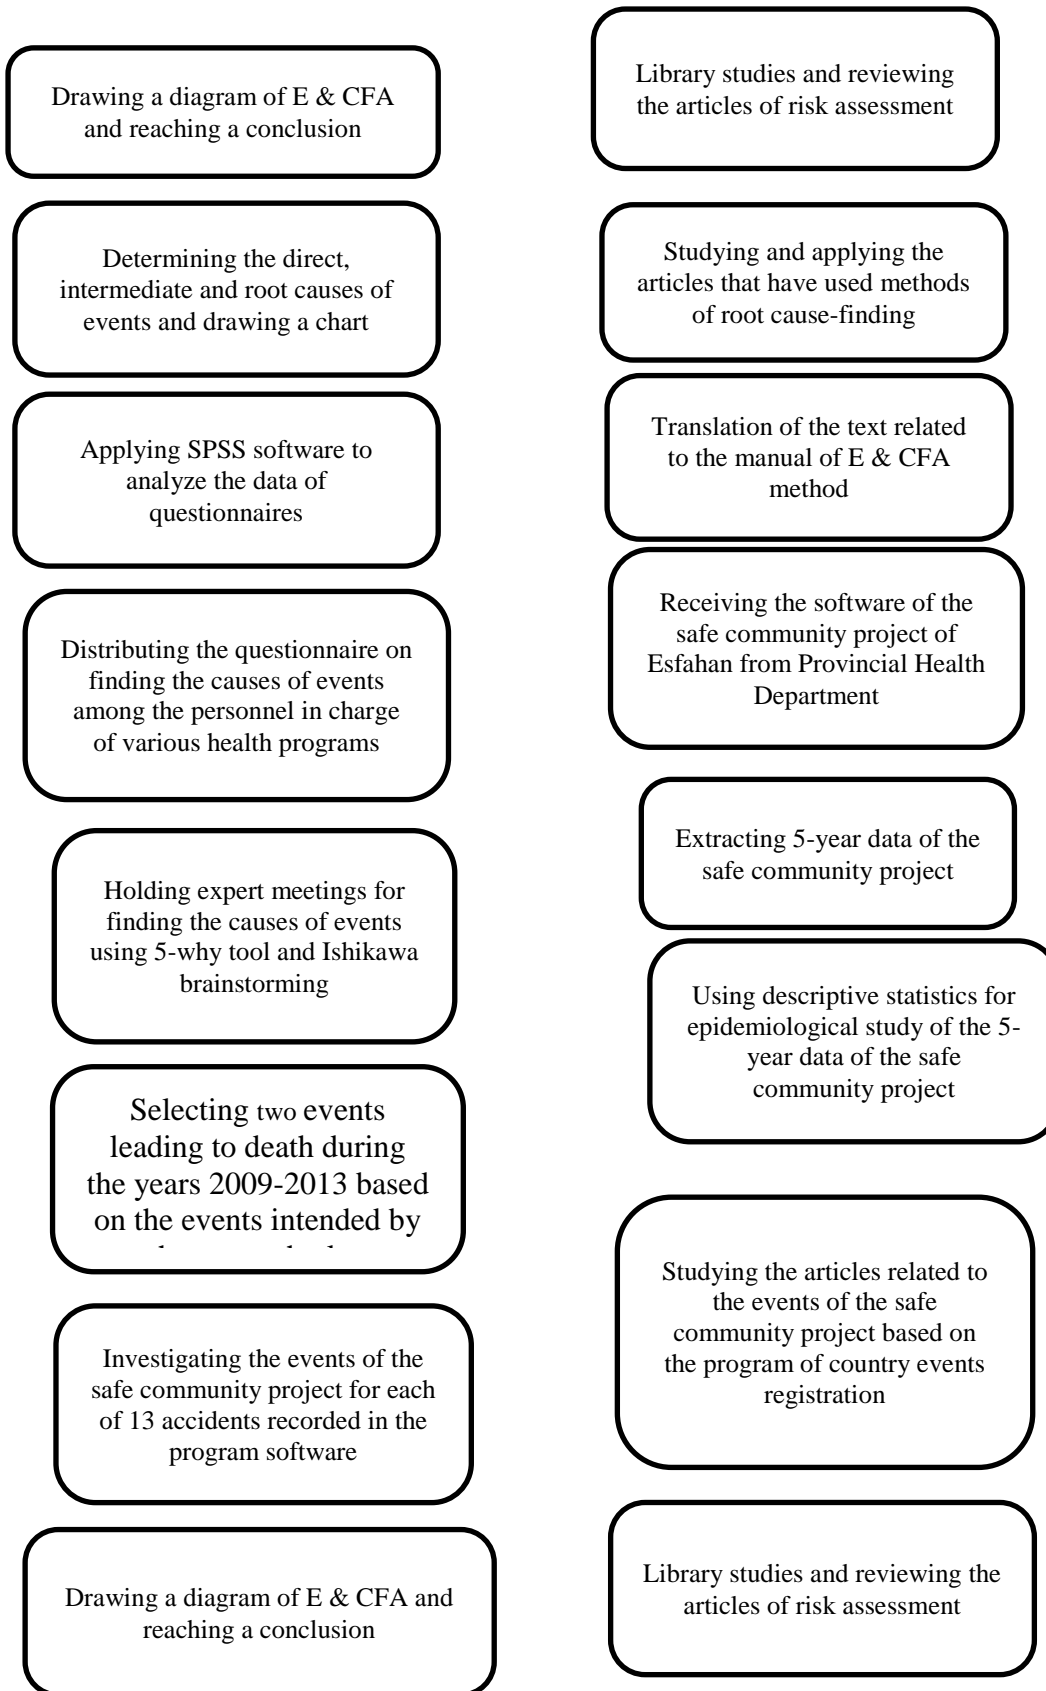 Drawing a diagram of E & CFA
and reaching a conclusion
Determining the direct,
intermediate and root causes of
events and drawing a chart
Applying SPSS software to
analyze the data of
questionnaires
Distributing the questionnaire on
finding the causes of events
among the personnel in charge
of various health programs
Holding expert meetings for
finding the causes of events
using 5-why tool and Ishikawa
brainstorming
Selecting two events
leading to death during
the years 2009-2013 based
on the events intended by
Investigating the events of the
safe community project for each
of 13 accidents recorded in the
program software
Drawing a diagram of E & CFA and
reaching a conclusion
Library studies and reviewing
the articles of risk assessment
Studying and applying the
articles that have used methods
of root cause-finding
Translation of the text related
to the manual of E & CFA
method
Receiving the software of the
safe community project of
Esfahan from Provincial Health
Department
Extracting 5-year data of the
safe community project
Using descriptive statistics for
epidemiological study of the 5-
year data of the safe
community project
Studying the articles related to
the events of the safe
community project based on
the program of country events
registration
Library studies and reviewing the
articles of risk assessment